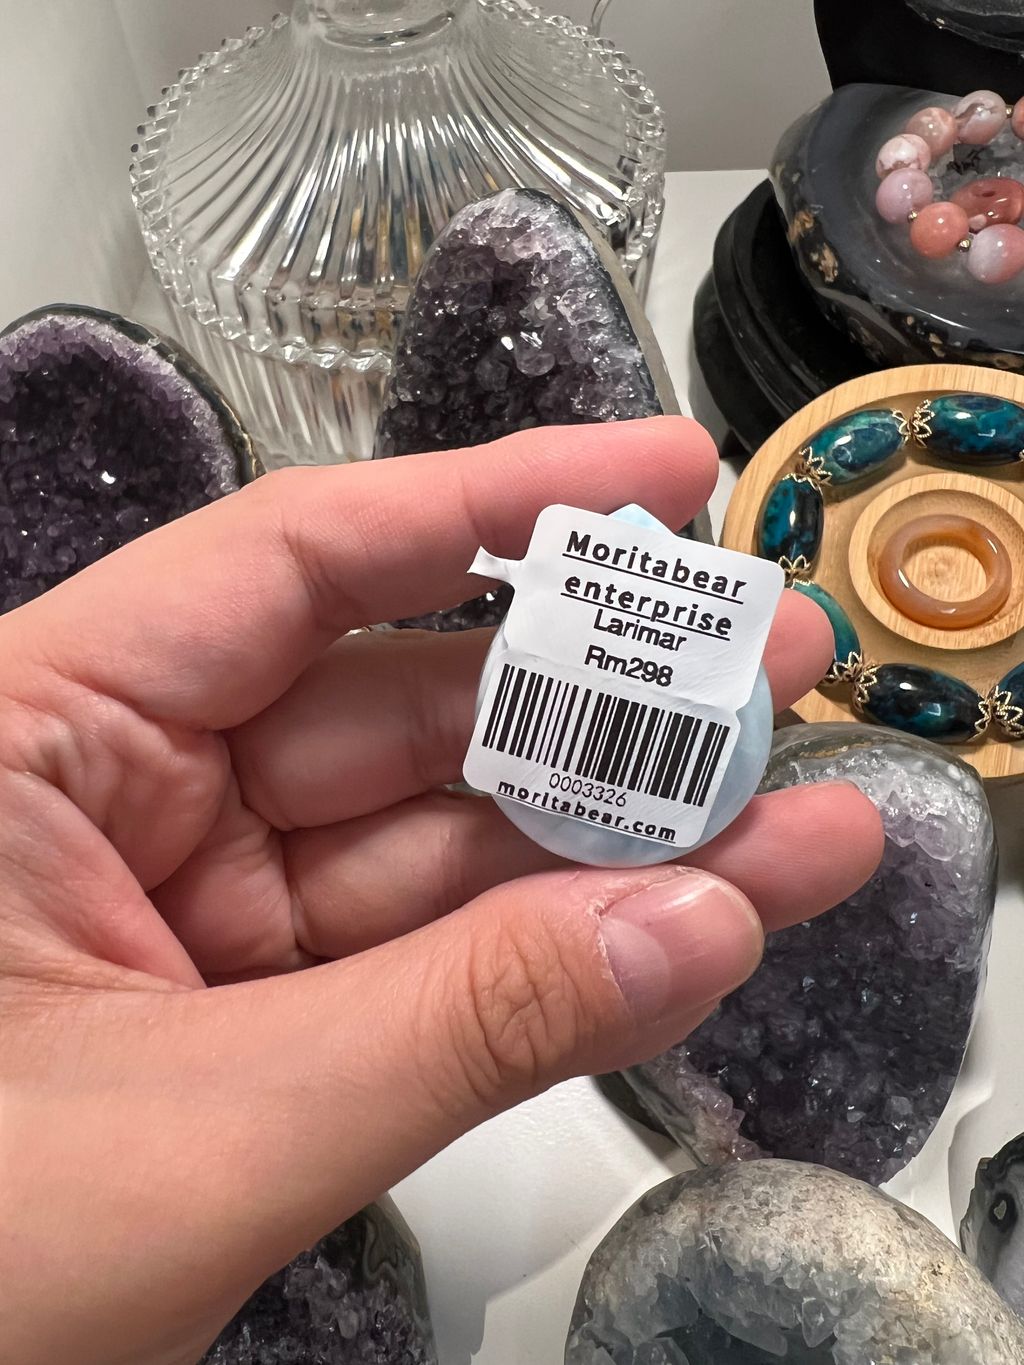 Moritabear
enterprise
Larimar
Rm298
0003326
moritabear.com